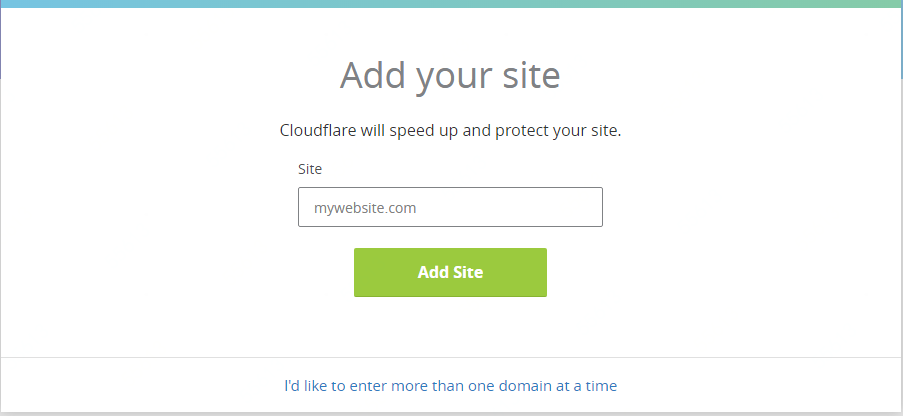 Add your site
Cloudflare will speed up and protect your site.
Site
mywebsite.com
Add Site
I'd like to enter more than one domain at a time